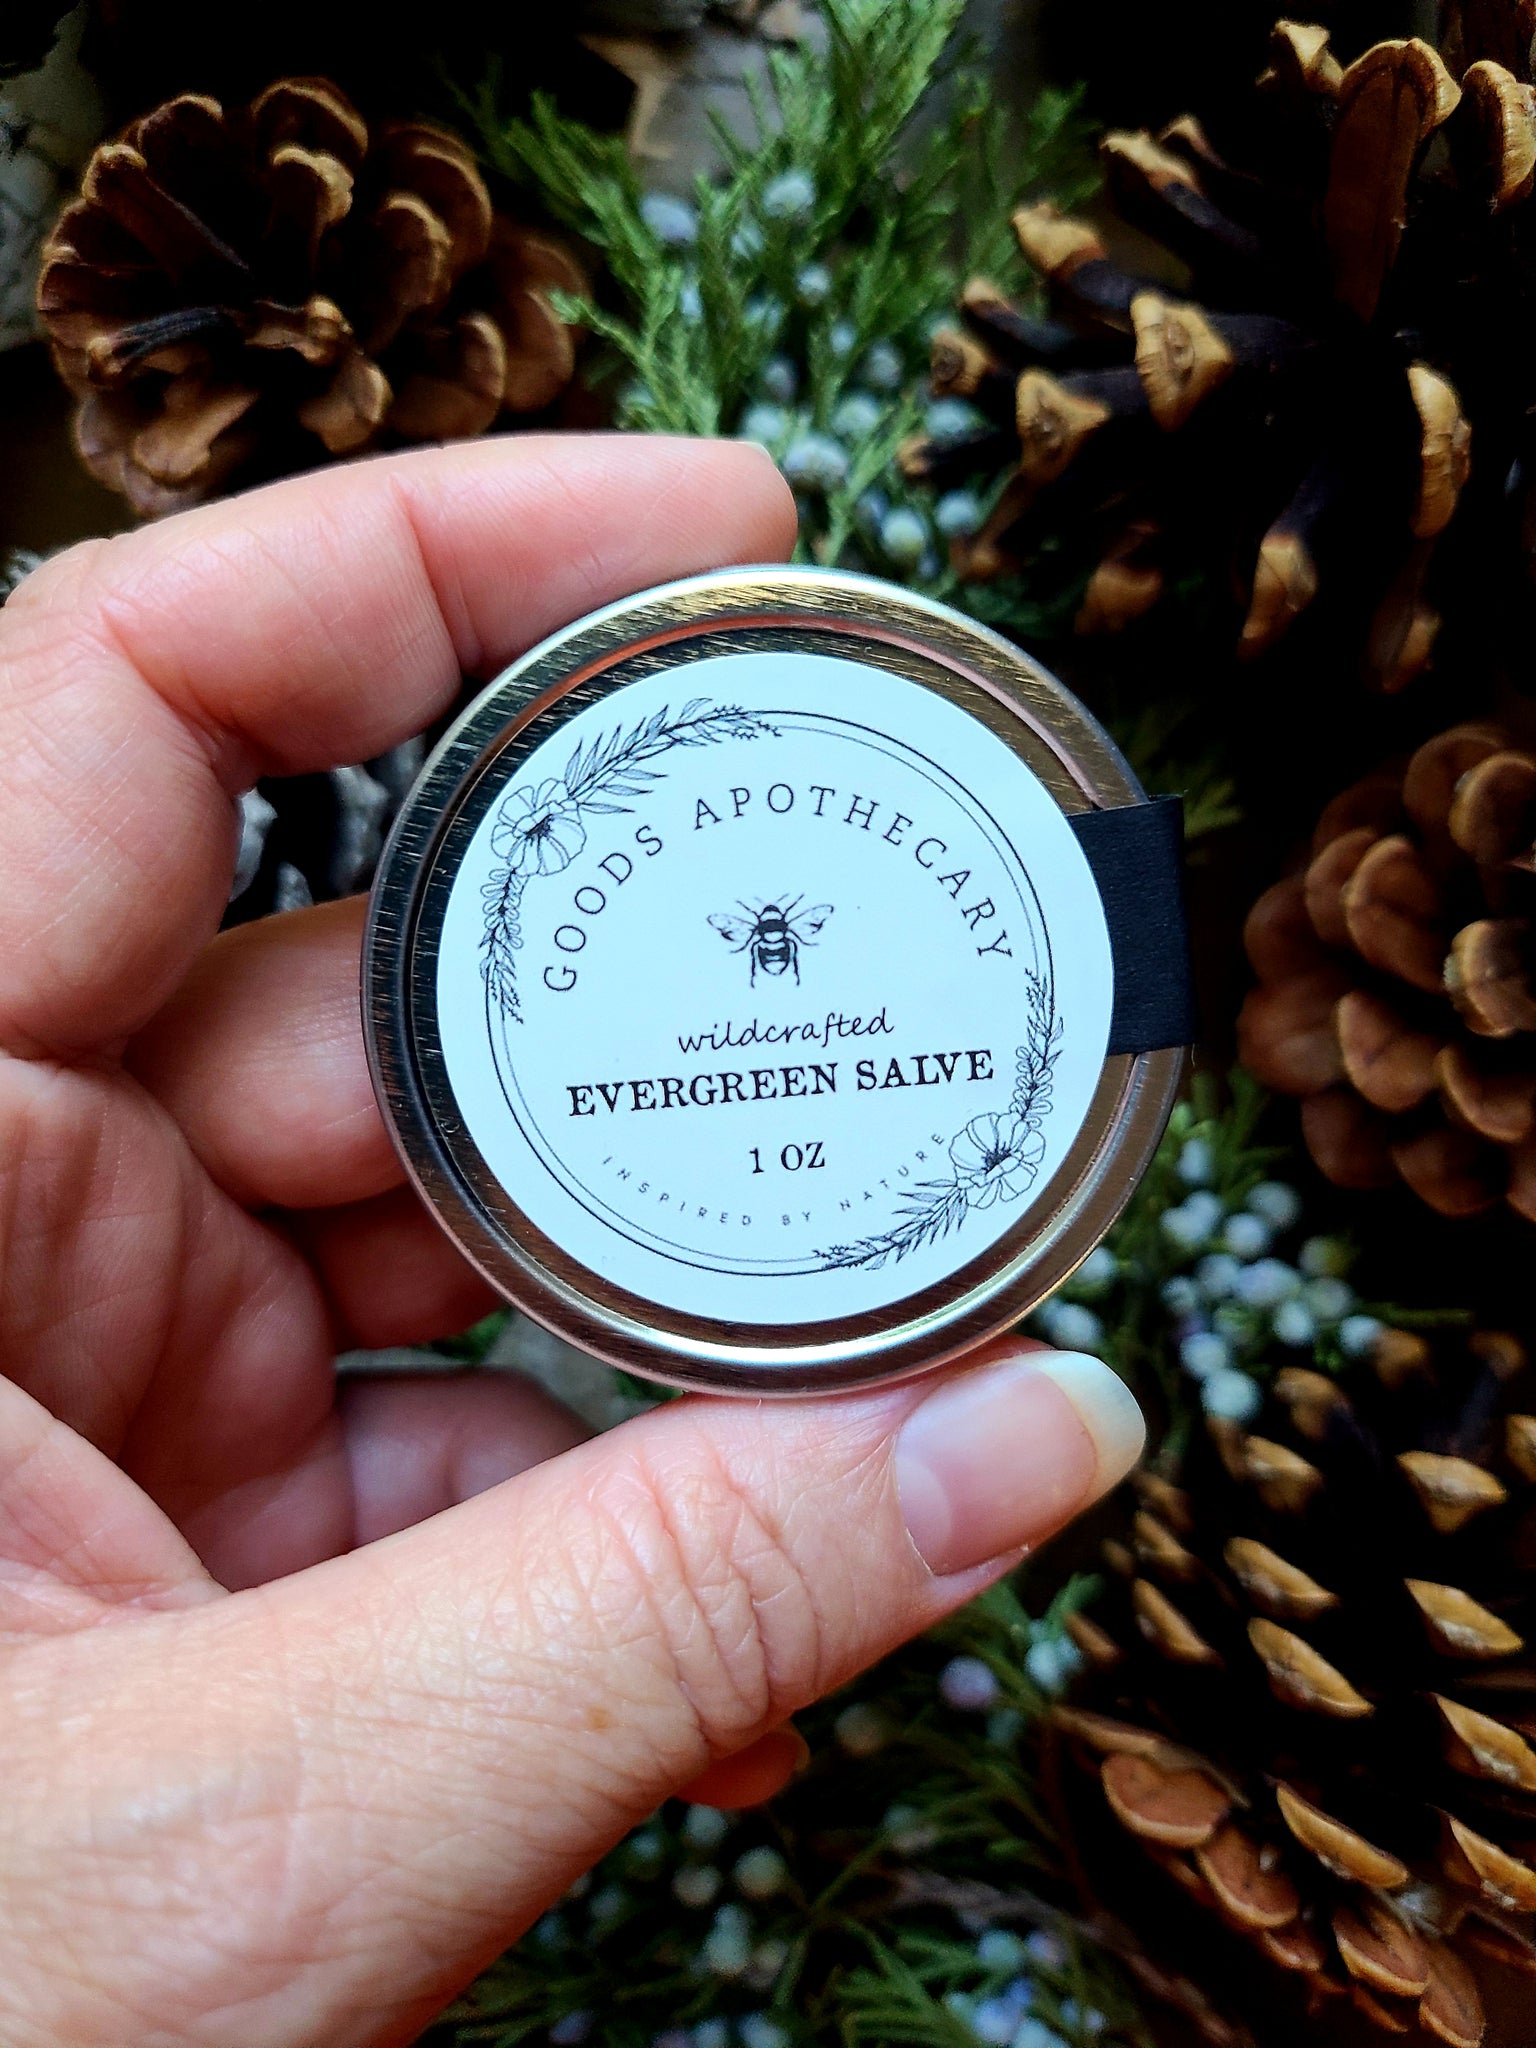 GOODS APOTHECARY
wildcrafted
EVERGREEN SALVE
1 OZ
INSPIRED BY NATURE